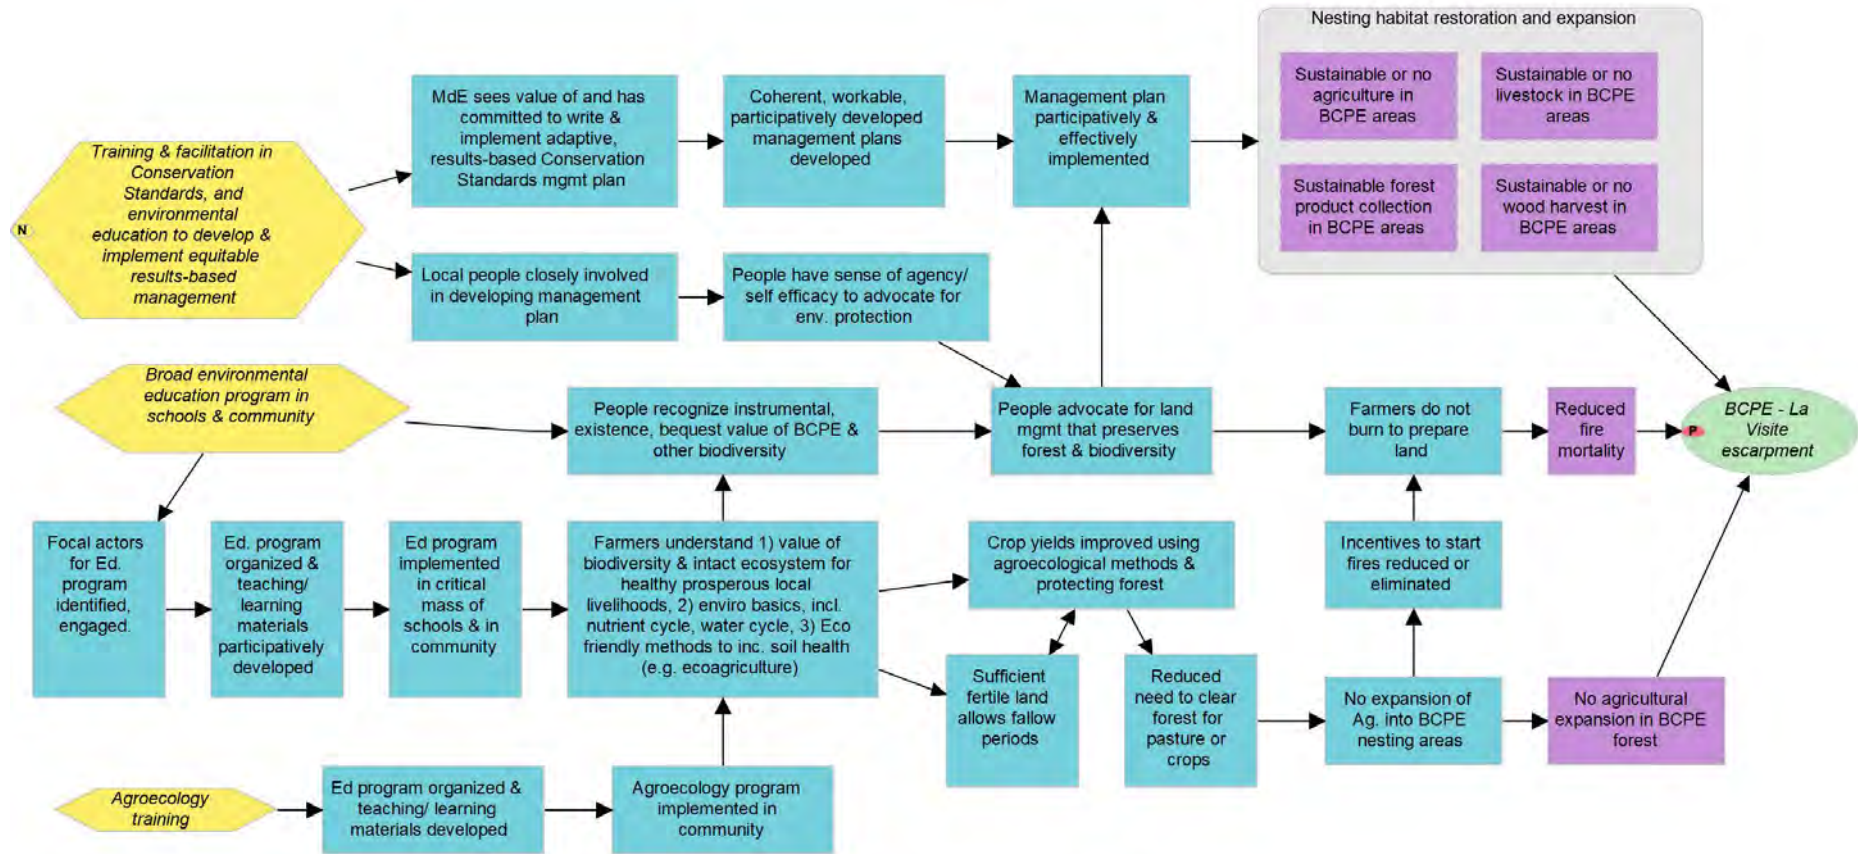 Nesting habitat restoration and expansion
Sustainable or no
agriculture in
BCPE areas
Sustainable or no
livestock in BCPE
areas
Sustainable forest
product collection
in BCPE areas
Sustainable or no
wood harvest in
BCPE areas
MdE sees value of and has
committed to write &
implement adaptive,
results-based Conservation
Standards mgmt plan
Coherent, workable,
participatively developed
management plans
developed
Management plan
participatively &
effectively
implemented
Training & facilitation in
Conservation
Standards, and
environmental
education to develop &
implement equitable
results-based
management
N
Local people closely involved
in developing management
plan
People have sense of agency/
self efficacy to advocate for
env. protection
Broad environmental
education program in
schools & community
People recognize instrumental,
existence, bequest value of BCPE &
other biodiversity
People advocate for land
mgmt that preserves
forest & biodiversity
Farmers do not
burn to prepare
land
Reduced
fire
mortality
BCPE - La
Visite
escarpment
P
Focal actors
for Ed.
program
identified,
engaged.
Ed. program
organized &
teaching/
learning
materials
participatively
developed
Ed program
implemented
in critical
mass of
schools & in
community
Farmers understand 1) value of
biodiversity & intact ecosystem for
healthy prosperous local
livelihoods, 2) enviro basics, incl.
nutrient cycle, water cycle, 3) Eco
friendly methods to inc. soil health
(e.g. ecoagriculture)
Crop yields improved using
agroecological methods &
protecting forest
Incentives to start
fires reduced or
eliminated
Sufficient
fertile land
allows fallow
periods
Reduced
need to clear
forest for
pasture or
crops
No expansion of
Ag. into BCPE
nesting areas
No agricultural
expansion in BCPE
forest
Agroecology
training
Ed program organized &
teaching/ learning
materials developed
Agroecology program
implemented in
community